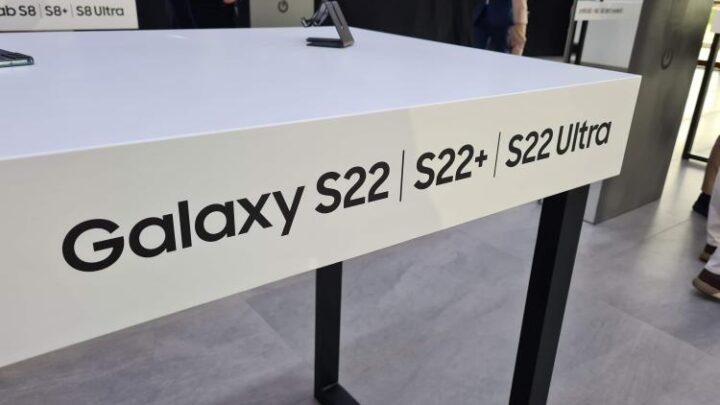 ab S8 | S8+ | S8 Ultra
Galaxy S22 | S22+ | S22 Ultra